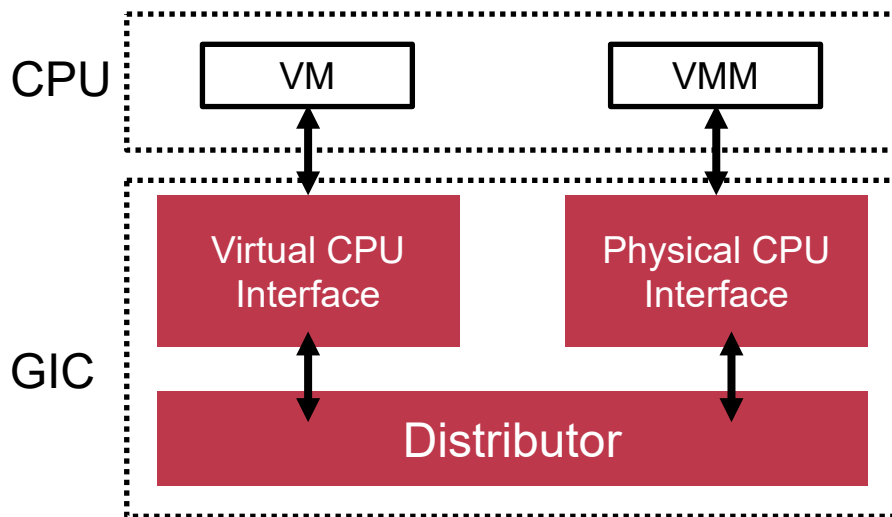 CPU
VM
VMM
GIC
Virtual CPU
Interface
Physical CPU
Interface
Distributor